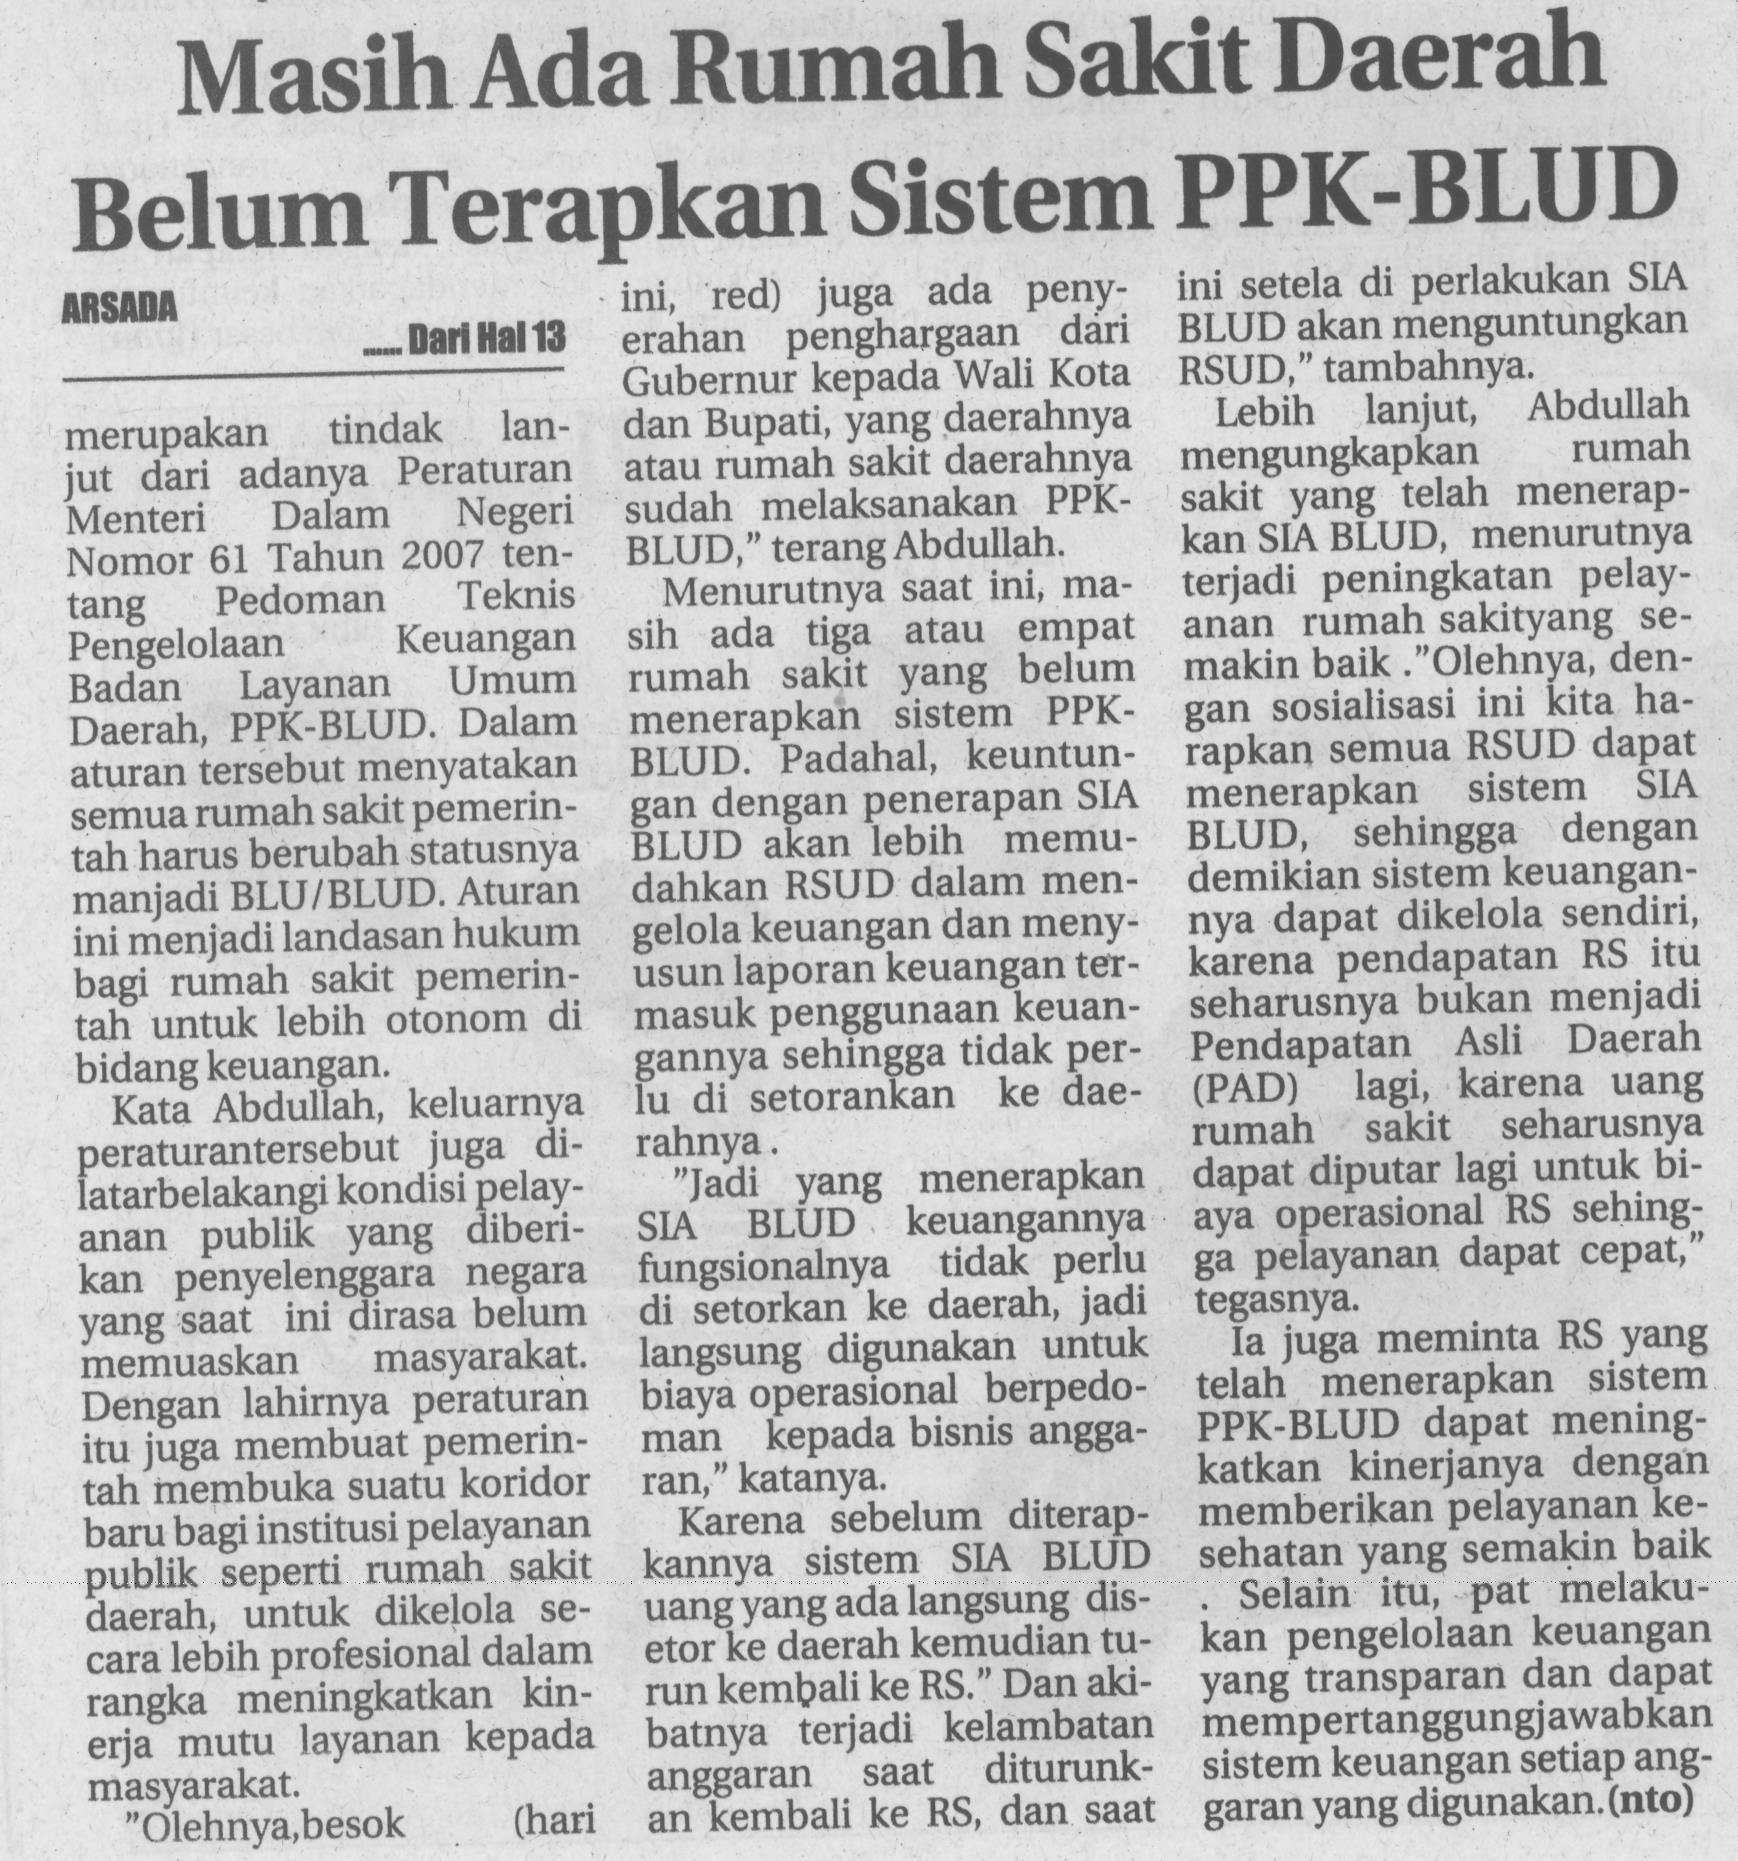 Masih Ada Rumah Sakit Daerah
Belum Terapkan Sistem PPK-BLUD
ARSADA
...... Dari Hal 13
merupakan tindak lan-
jut dari adanya Peraturan
Menteri Dalam Negeri
Nomor 61 Tahun 2007 ten-
tang Pedoman Teknis
Pengelolaan Keuangan
Badan Layanan Umum
Daerah, PPK-BLUD. Dalam
aturan tersebut menyatakan
semua rumah sakit pemerin-
tah harus berubah statusnya
manjadi BLU/BLUD. Aturan
ini menjadi landasan hukum
bagi rumah sakit pemerin-
tah untuk lebih otonom di
bidang keuangan.
Kata Abdullah, keluarnya
peraturantersebut juga di-
latarbelakangi kondisi pelay-
anan publik yang diberi-
kan penyelenggara negara
yang saat ini dirasa belum
memuaskan masyarakat.
Dengan lahirnya peraturan
itu juga membuat pemerin-
tah membuka suatu koridor
baru bagi institusi pelayanan
publik seperti rumah sakit
daerah, untuk dikelola se-
cara lebih profesional dalam
rangka meningkatkan kin-
erja mutu layanan kepada
masyarakat.
"Olehnya,besok (hari
ini, red) juga ada peny-
erahan penghargaan dari
Gubernur kepada Wali Kota
dan Bupati, yang daerahnya
atau rumah sakit daerahnya
sudah melaksanakan PPK-
BLUD," terang Abdullah.
Menurutnya saat ini, ma-
sih ada tiga atau empat
rumah sakit yang belum
menerapkan sistem PPK-
BLUD. Padahal, keuntun-
gan dengan penerapan SIA
BLUD akan lebih memu-
dahkan RSUD dalam men-
gelola keuangan dan meny-
usun laporan keuangan ter-
masuk penggunaan keuan-
gannya sehingga tidak per-
lu di setorankan ke dae-
rahnya.
"Jadi yang menerapkan
SIA BLUD keuangannya
fungsionalnya tidak perlu
di setorkan ke daerah, jadi
langsung digunakan untuk
biaya operasional berpedo-
man kepada bisnis angga-
ran," katanya.
Karena sebelum diterap-
kannya sistem SIA BLUD
uang yang ada langsung dis-
etor ke daerah kemudian tu-
run kembali ke RS." Dan aki-
batnya terjadi kelambatan
anggaran saat diturunk-
an kembali ke RS, dan saat
ini setela di perlakukan SIA
BLUD akan menguntungkan
RSUD," tambahnya.
Lebih lanjut, Abdullah
mengungkapkan rumah
sakit yang telah menerap-
kan SIA BLUD, menurutnya
terjadi peningkatan pelay-
anan rumah sakityang se-
makin baik ."Olehnya, den-
gan sosialisasi ini kita ha-
rapkan semua RSUD dapat
menerapkan sistem SIA
BLUD, sehingga dengan
demikian sistem keuangan-
nya dapat dikelola sendiri,
karena pendapatan RS itu
seharusnya bukan menjadi
Pendapatan Asli Daerah
(PAD) lagi, karena uang
rumah sakit seharusnya
dapat diputar lagi untuk bi-
aya operasional RS sehing-
ga pelayanan dapat cepat,"
tegasnya.
Ia juga meminta RS yang
telah menerapkan sistem
PPK-BLUD dapat mening-
katkan kinerjanya dengan
memberikan pelayanan ke-
sehatan yang semakin baik
. Selain itu, pat melaku-
kan pengelolaan keuangan
yang transparan dan dapat
mempertanggungjawabkan
sistem keuangan setiap ang-
garan yang digunakan.(nto)